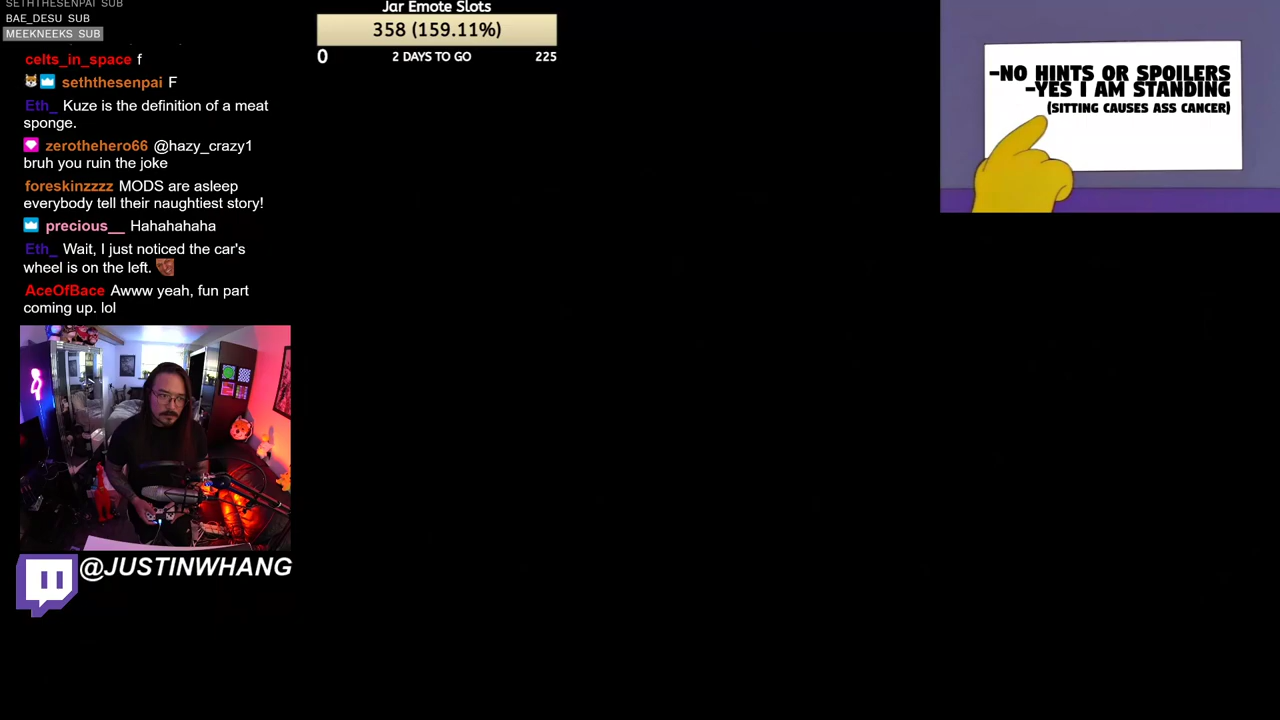 SETHTHESENPAI SUB
BAE_DESU SUB
MEEKNEEKS SUB
celts_in_space f
seththesenpai F
Eth_ Kuze is the definition of a meat
sponge.
zerothehero66 @hazy_crazy1
bruh you ruin the joke
foreskinzzzz MODS are asleep
everybody tell their naughtiest story!
precious__ Hahahahaha
Eth_ Wait, I just noticed the car's
wheel is on the left.
AceOfBace Awww yeah, fun part
coming up. lol
@JUSTINWHANG
Jar Emote Slots
358 (159.11%)
0 2 DAYS TO GO 225
-NO HINTS OR SPOILERS
-YES I AM STANDING
(SITTING CAUSES ASS CANCER)